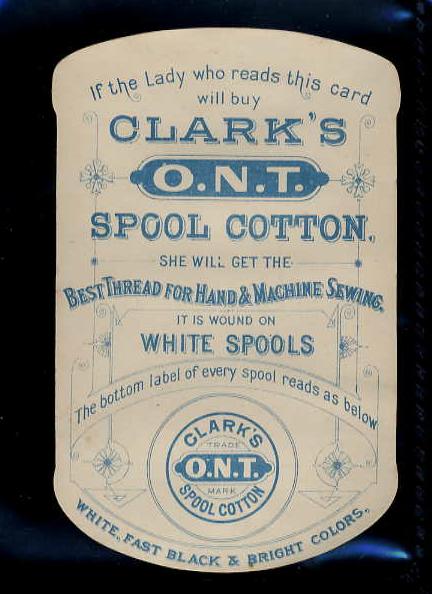 If the Lady who reads this card
will buy
CLARK'S
O.N.T.
SPOOL COTTON.
SHE WILL GET THE
BEST THREAD FOR HAND & MACHINE SEWING.
IT IS WOUND ON
WHITE SPOOLS
The bottom label of every spool reads as below
CLARK'S
TRADE
O.N.T.
MARK
SPOOL COTTON
WHITE, FAST BLACK & BRIGHT COLORS.